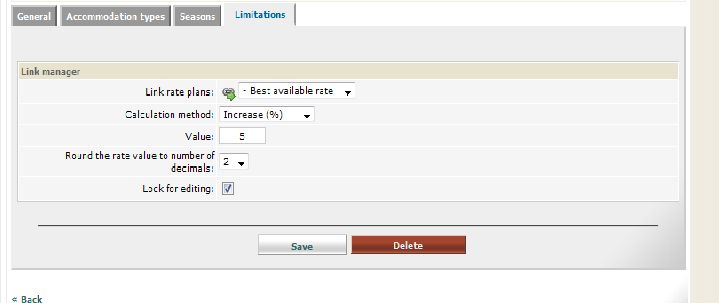 General Accommodation types Seasons Limitations
Link manager
Link rate plans: - Best available rate
Calculation method: Increase (%)
Value: 5
Round the rate value to number of
decimals: 2
Lock for editing:
Save Delete
« Back